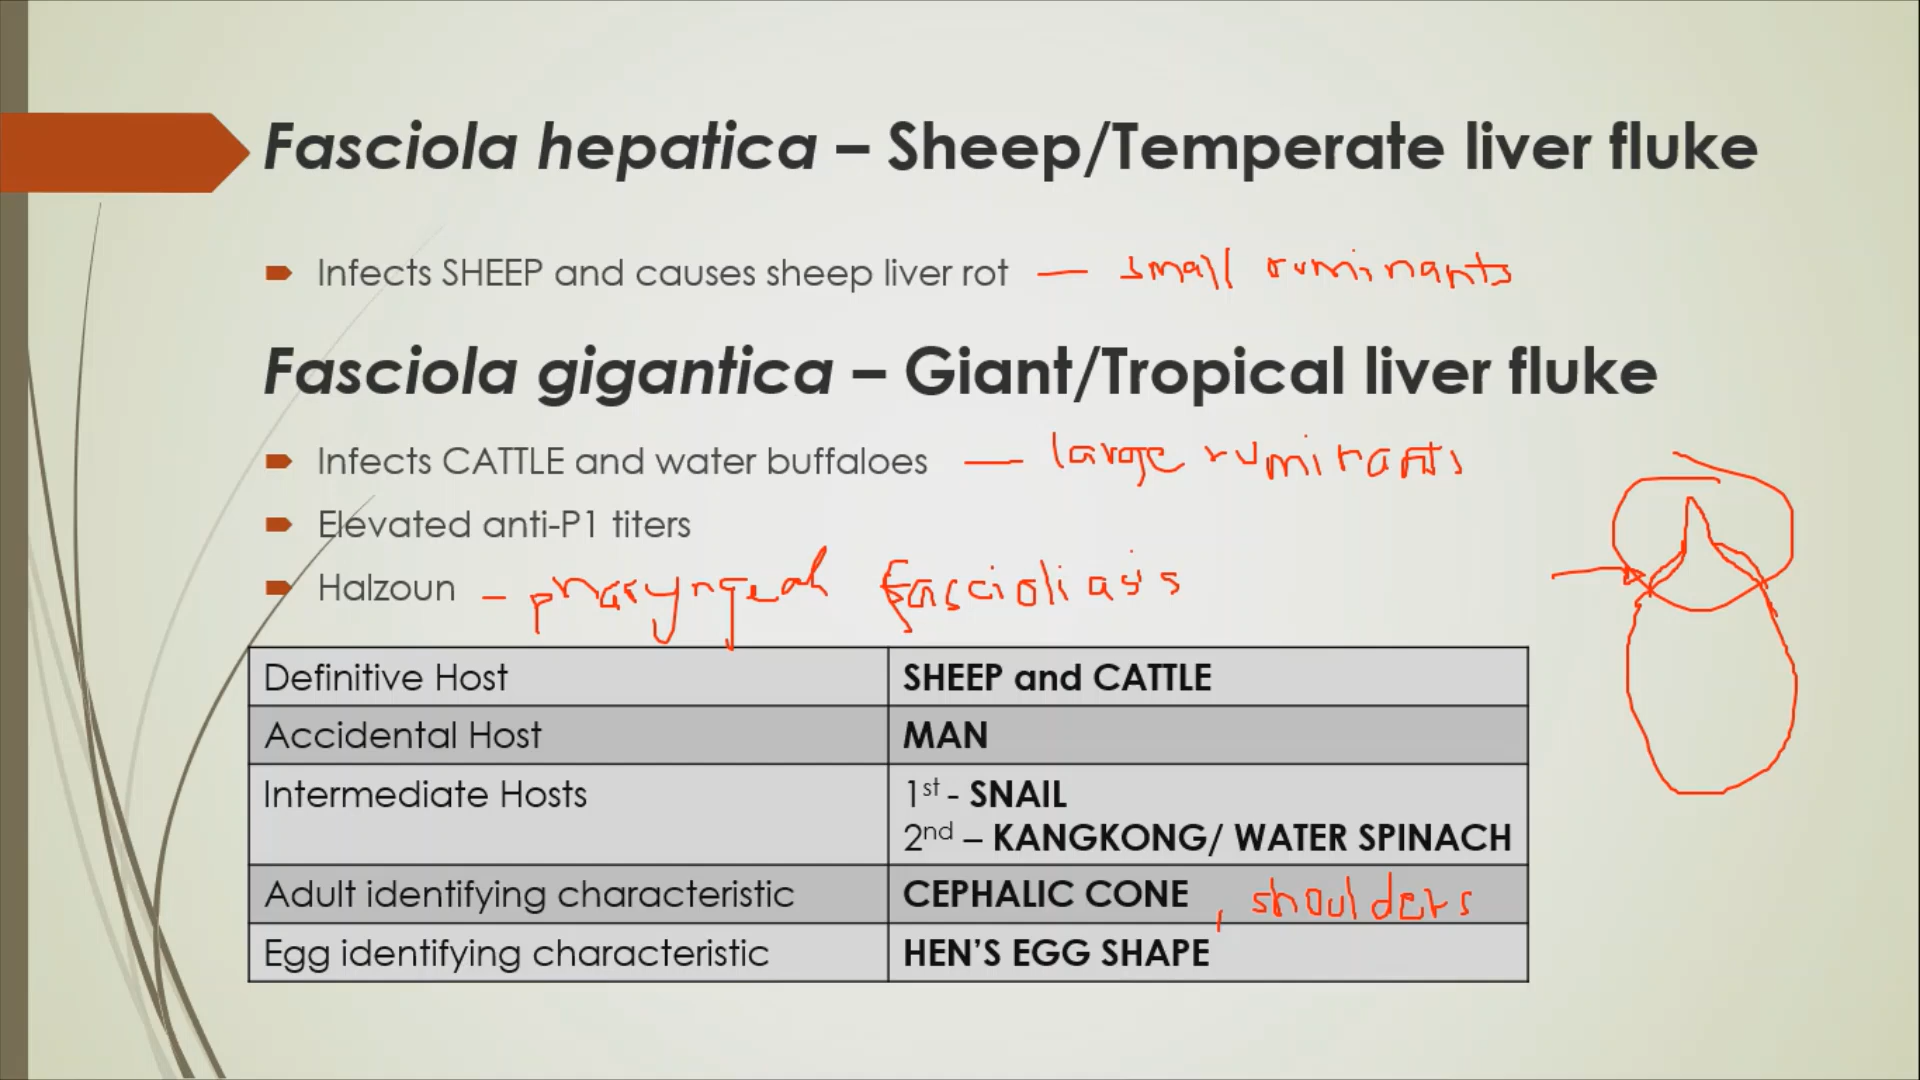 Fasciola hepatica – Sheep/Temperate liver fluke
Infects SHEEP and causes sheep liver rot — small ruminants
Fasciola gigantica – Giant/Tropical liver fluke
Infects CATTLE and water buffaloes — large ruminants
Elevated anti-P1 titers
Halzoun – pharyngeal fascioliasis
Definitive Host SHEEP and CATTLE
Accidental Host MAN
Intermediate Hosts 1st - SNAIL
2nd – KANGKONG/ WATER SPINACH
Adult identifying characteristic CEPHALIC CONE , shoulders
Egg identifying characteristic HEN’S EGG SHAPE